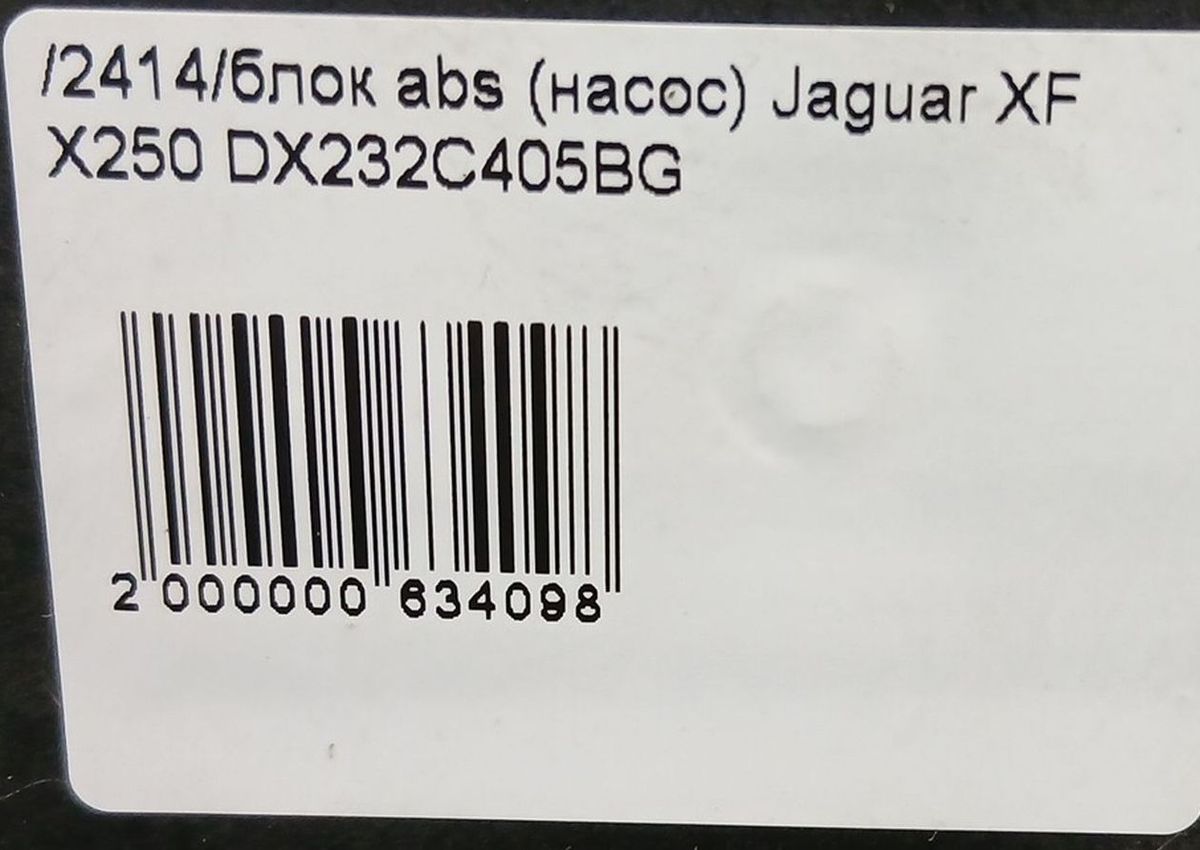 /2414/блок abs (насос) Jaguar XF
X250 DX232C405BG
2 000000 634098